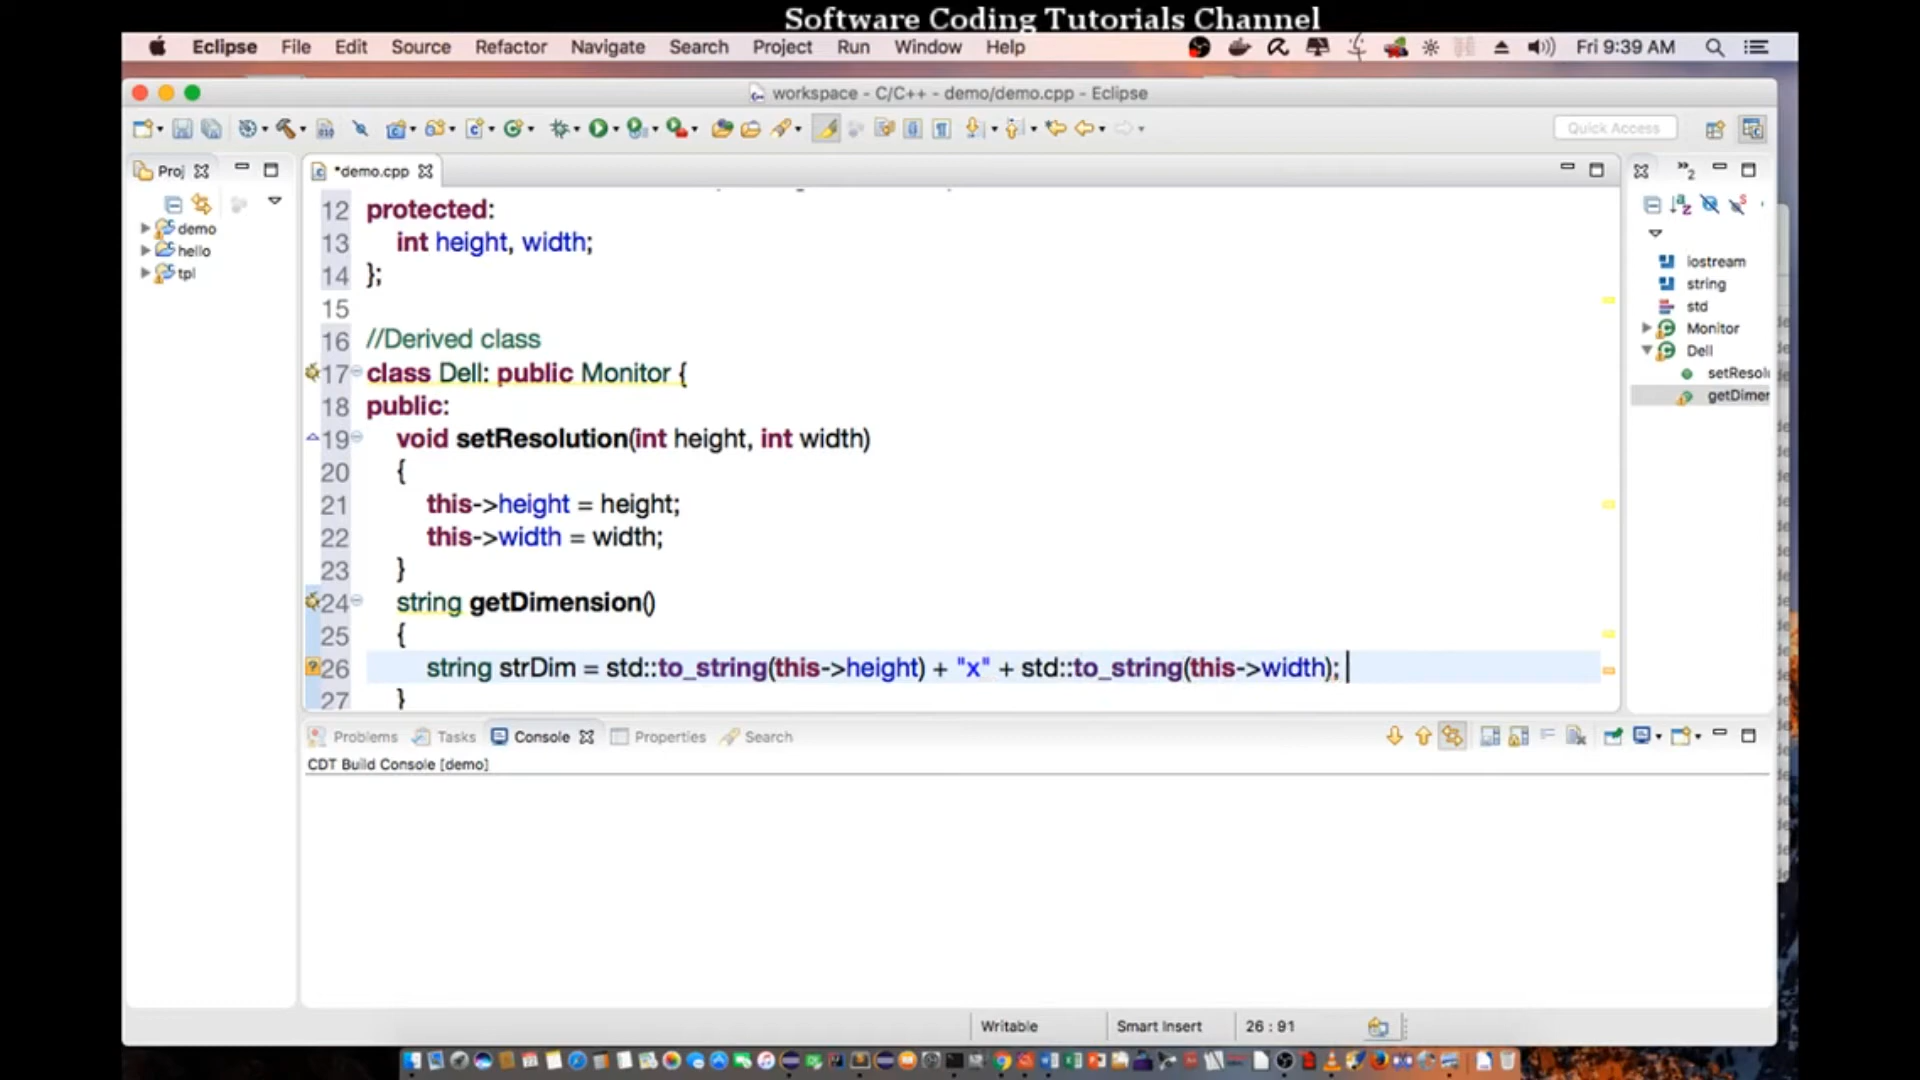 Software Coding Tutorials Channel
Eclipse File Edit Source Refactor Navigate Search Project Run Window Help Fri 9:39 AM
workspace - C/C++ - demo/demo.cpp - Eclipse
Quick Access
Proj
*demo.cpp
demo
hello
tpl
12 protected:
13 int height, width;
14 };
15
16 //Derived class
17 class Dell: public Monitor {
18 public:
19 void setResolution(int height, int width)
20 {
21 this->height = height;
22 this->width = width;
23 }
24 string getDimension()
25 {
26 string strDim = std::to_string(this->height) + "x" + std::to_string(this->width);
27 }
iostream
string
std
Monitor
Dell
setResol
getDimer
Problems Tasks Console Properties Search
CDT Build Console [demo]
Writable Smart Insert 26 : 91